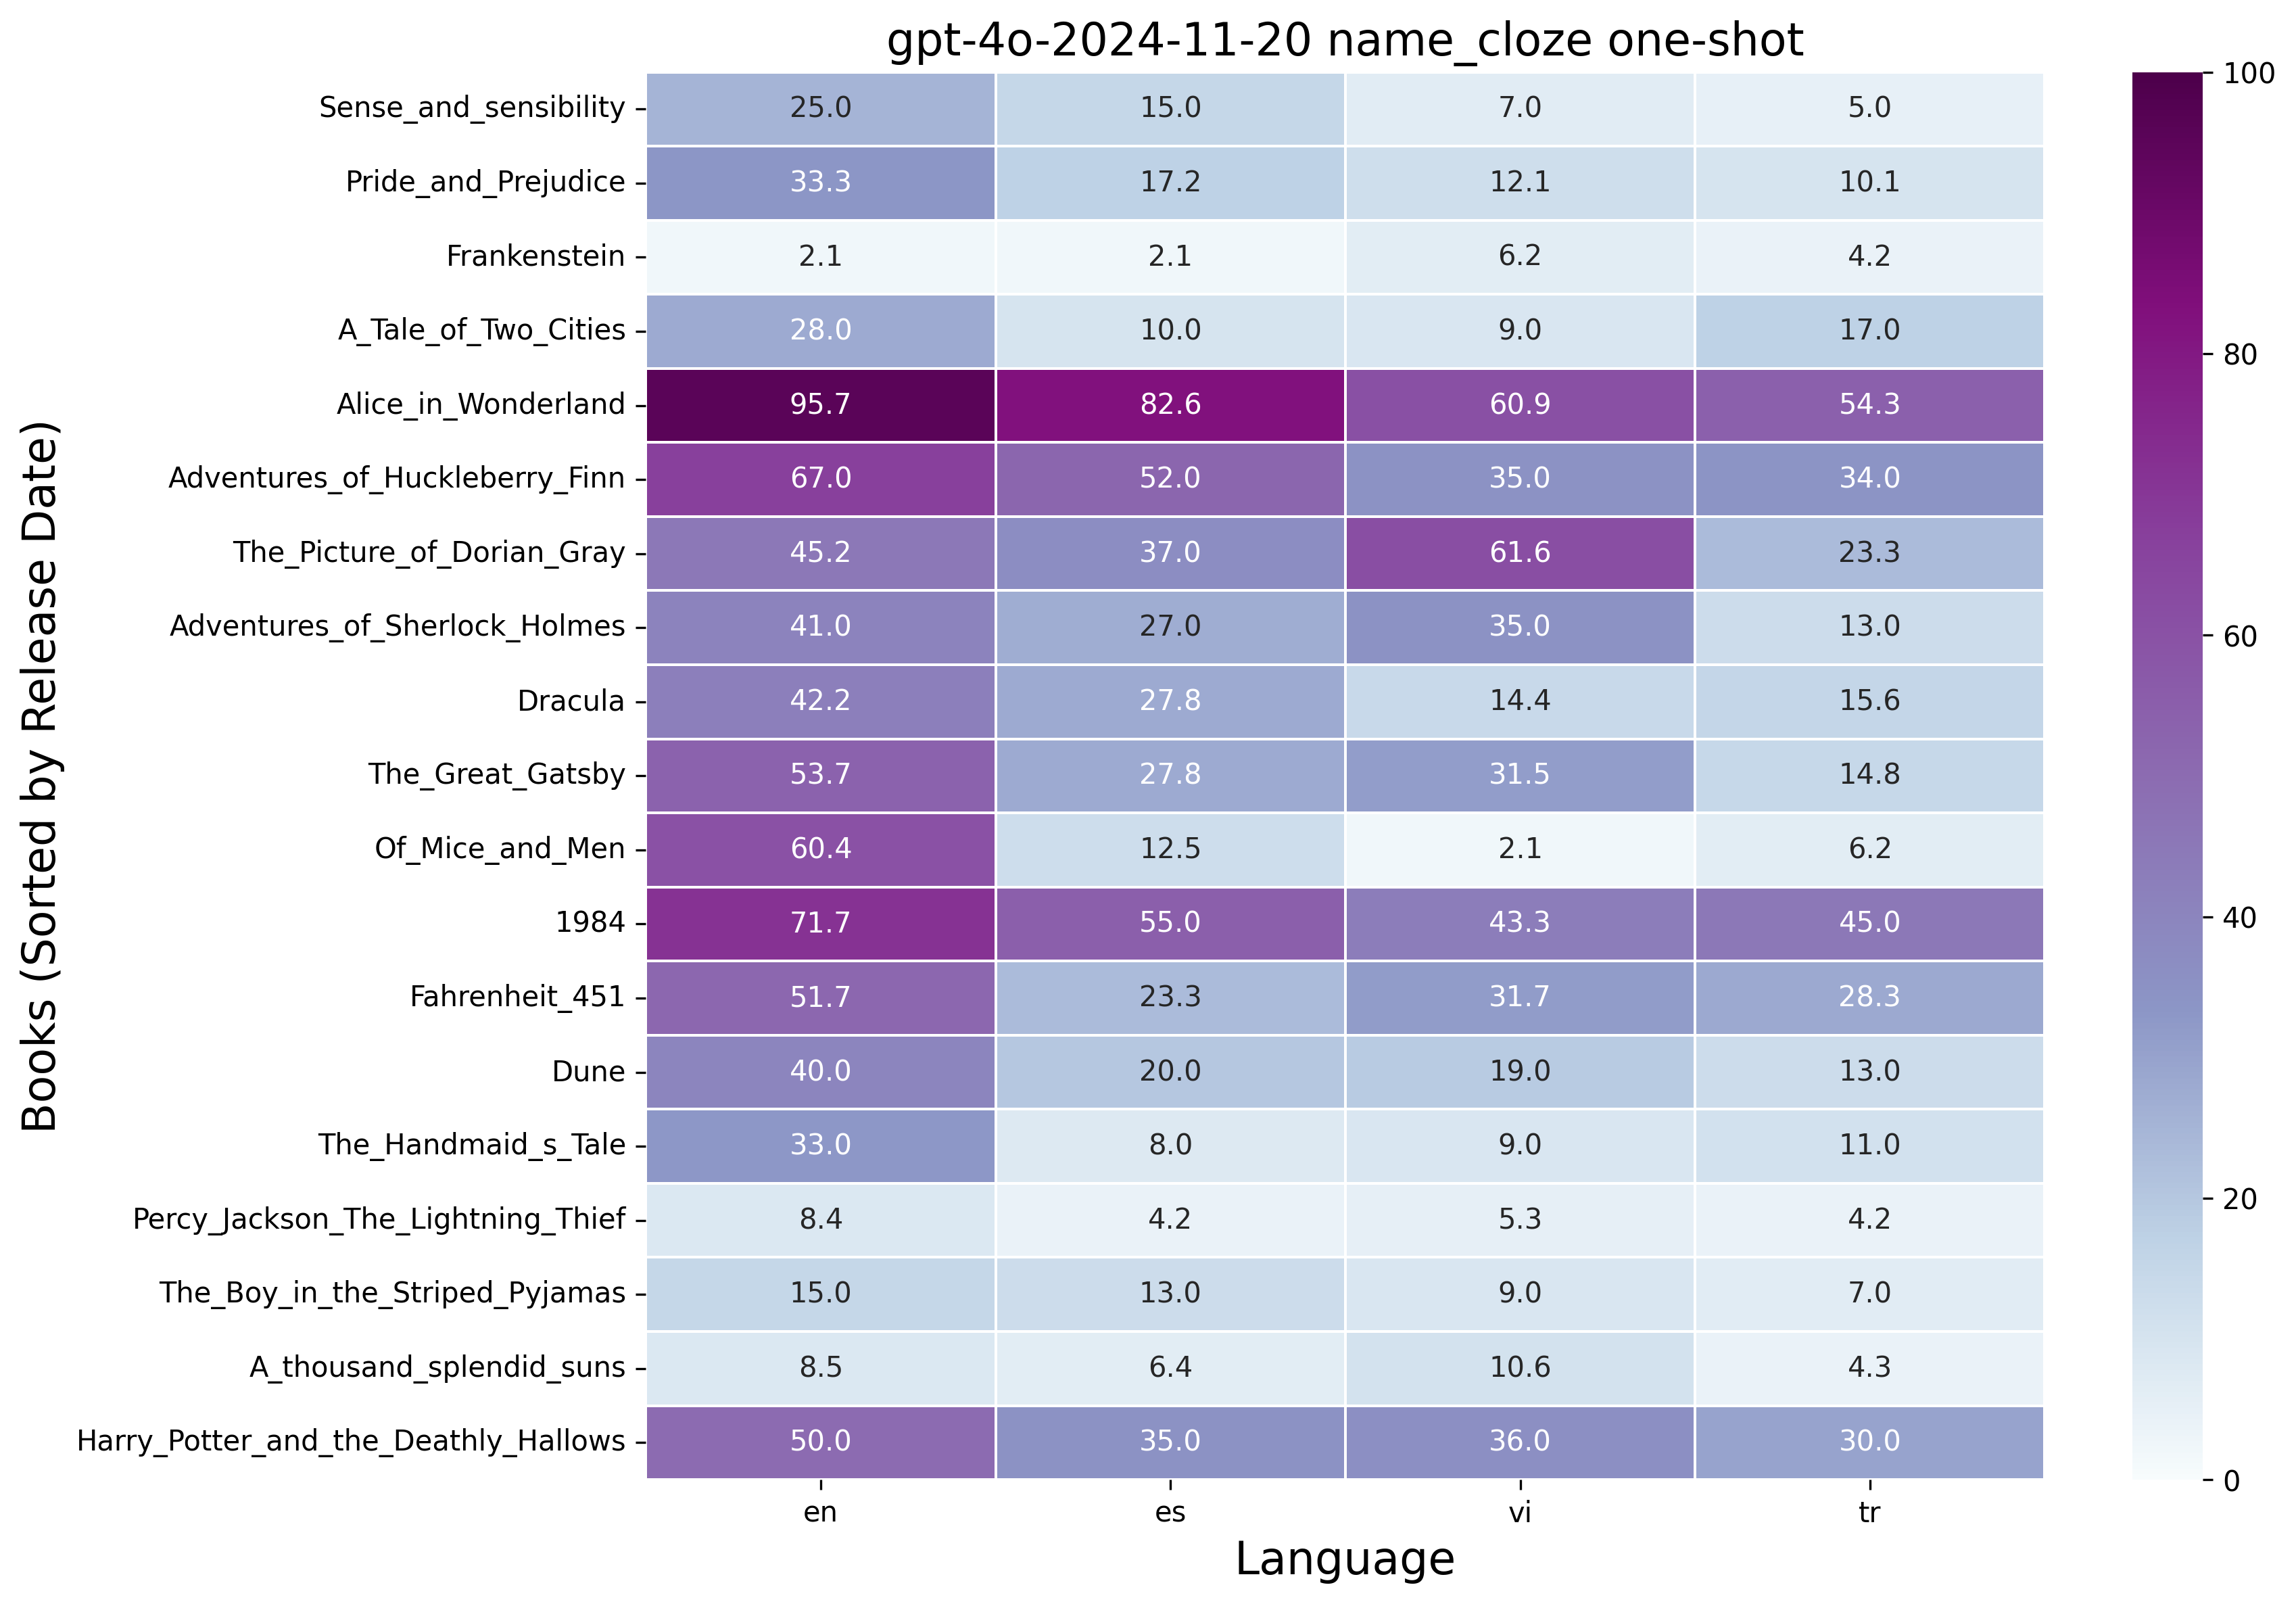 gpt-4o-2024-11-20 name_cloze one-shot
Books (Sorted by Release Date)
Sense_and_sensibility 25.0 15.0 7.0 5.0
Pride_and_Prejudice 33.3 17.2 12.1 10.1
Frankenstein 2.1 2.1 6.2 4.2
A_Tale_of_Two_Cities 28.0 10.0 9.0 17.0
Alice_in_Wonderland 95.7 82.6 60.9 54.3
Adventures_of_Huckleberry_Finn 67.0 52.0 35.0 34.0
The_Picture_of_Dorian_Gray 45.2 37.0 61.6 23.3
Adventures_of_Sherlock_Holmes 41.0 27.0 35.0 13.0
Dracula 42.2 27.8 14.4 15.6
The_Great_Gatsby 53.7 27.8 31.5 14.8
Of_Mice_and_Men 60.4 12.5 2.1 6.2
1984 71.7 55.0 43.3 45.0
Fahrenheit_451 51.7 23.3 31.7 28.3
Dune 40.0 20.0 19.0 13.0
The_Handmaid_s_Tale 33.0 8.0 9.0 11.0
Percy_Jackson_The_Lightning_Thief 8.4 4.2 5.3 4.2
The_Boy_in_the_Striped_Pyjamas 15.0 13.0 9.0 7.0
A_thousand_splendid_suns 8.5 6.4 10.6 4.3
Harry_Potter_and_the_Deathly_Hallows 50.0 35.0 36.0 30.0
en es vi tr
Language
100
80
60
40
20
0